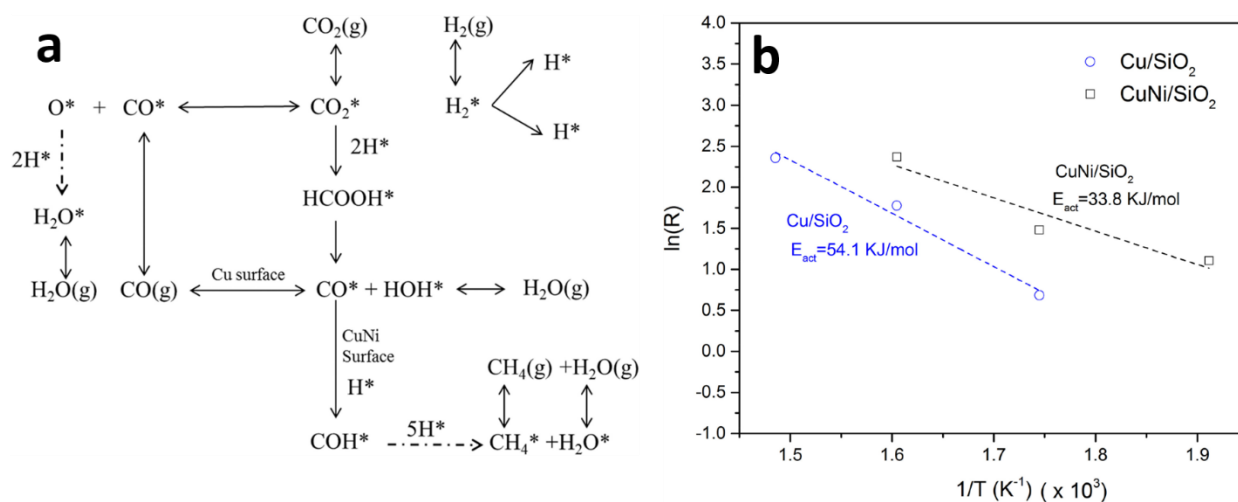 a
CO₂(g) H₂(g)
H*
O* + CO* CO₂* H₂*
H*
2H* 2H*
HCOOH*
H₂O*
Cu surface
H₂O(g) CO(g) CO* + HOH* H₂O(g)
CuNi
Surface
H*
CH₄(g) +H₂O(g)
5H*
COH* CH₄* +H₂O*
b
Cu/SiO₂
CuNi/SiO₂
CuNi/SiO₂
E_act=33.8 KJ/mol
Cu/SiO₂
E_act=54.1 KJ/mol
ln(R)
4.0
3.5
3.0
2.5
2.0
1.5
1.0
0.5
0.0
-0.5
-1.0
1.5 1.6 1.7 1.8 1.9
1/T (K⁻¹) ( x 10³)